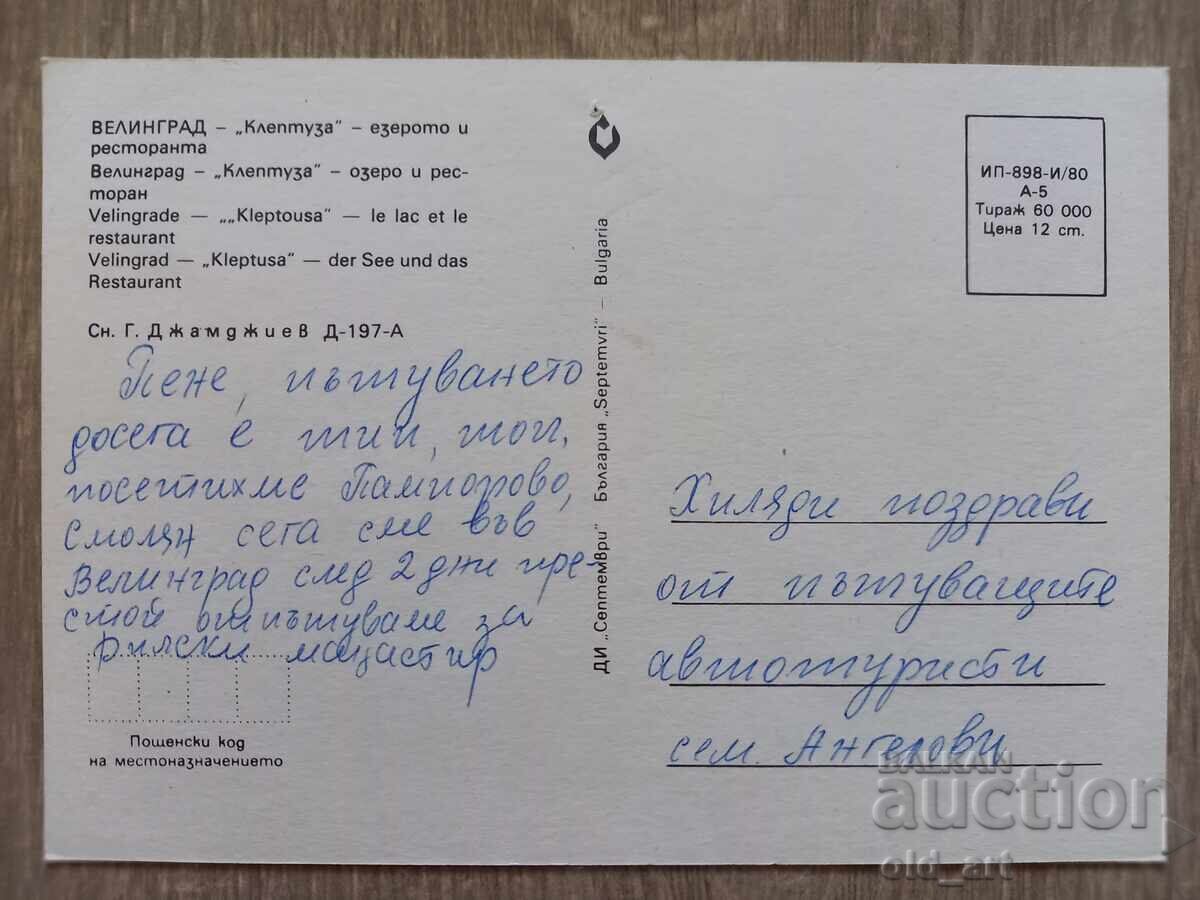 ВЕЛИНГРАД – „Клептуза" – езерото и
ресторанта
Велинград – „Клептуза" – озеро и рес-
торан
Velingrade — „„Kleptousa" — le lac et le
restaurant
Velingrad — „Kleptusa" — der See und das
Restaurant
Сн. Г. Джамджиев Д-197-А
Пене, пътуването
досега е тип, топ,
посетихме Пампорово,
Смолян сега сме във
Велинград след 2 дни пре-
стой отпътуваме за
Рилски манастир
Пощенски код
на местоназначението
ДИ „Септември" България „Septemvri" – Bulgaria
ИП-898-И/80
А-5
Тираж 60 000
Цена 12 ст.
Хиляди поздрави
от пътуващите
автотуристи
сем. Ангелови
BALKAN
auction
old_art